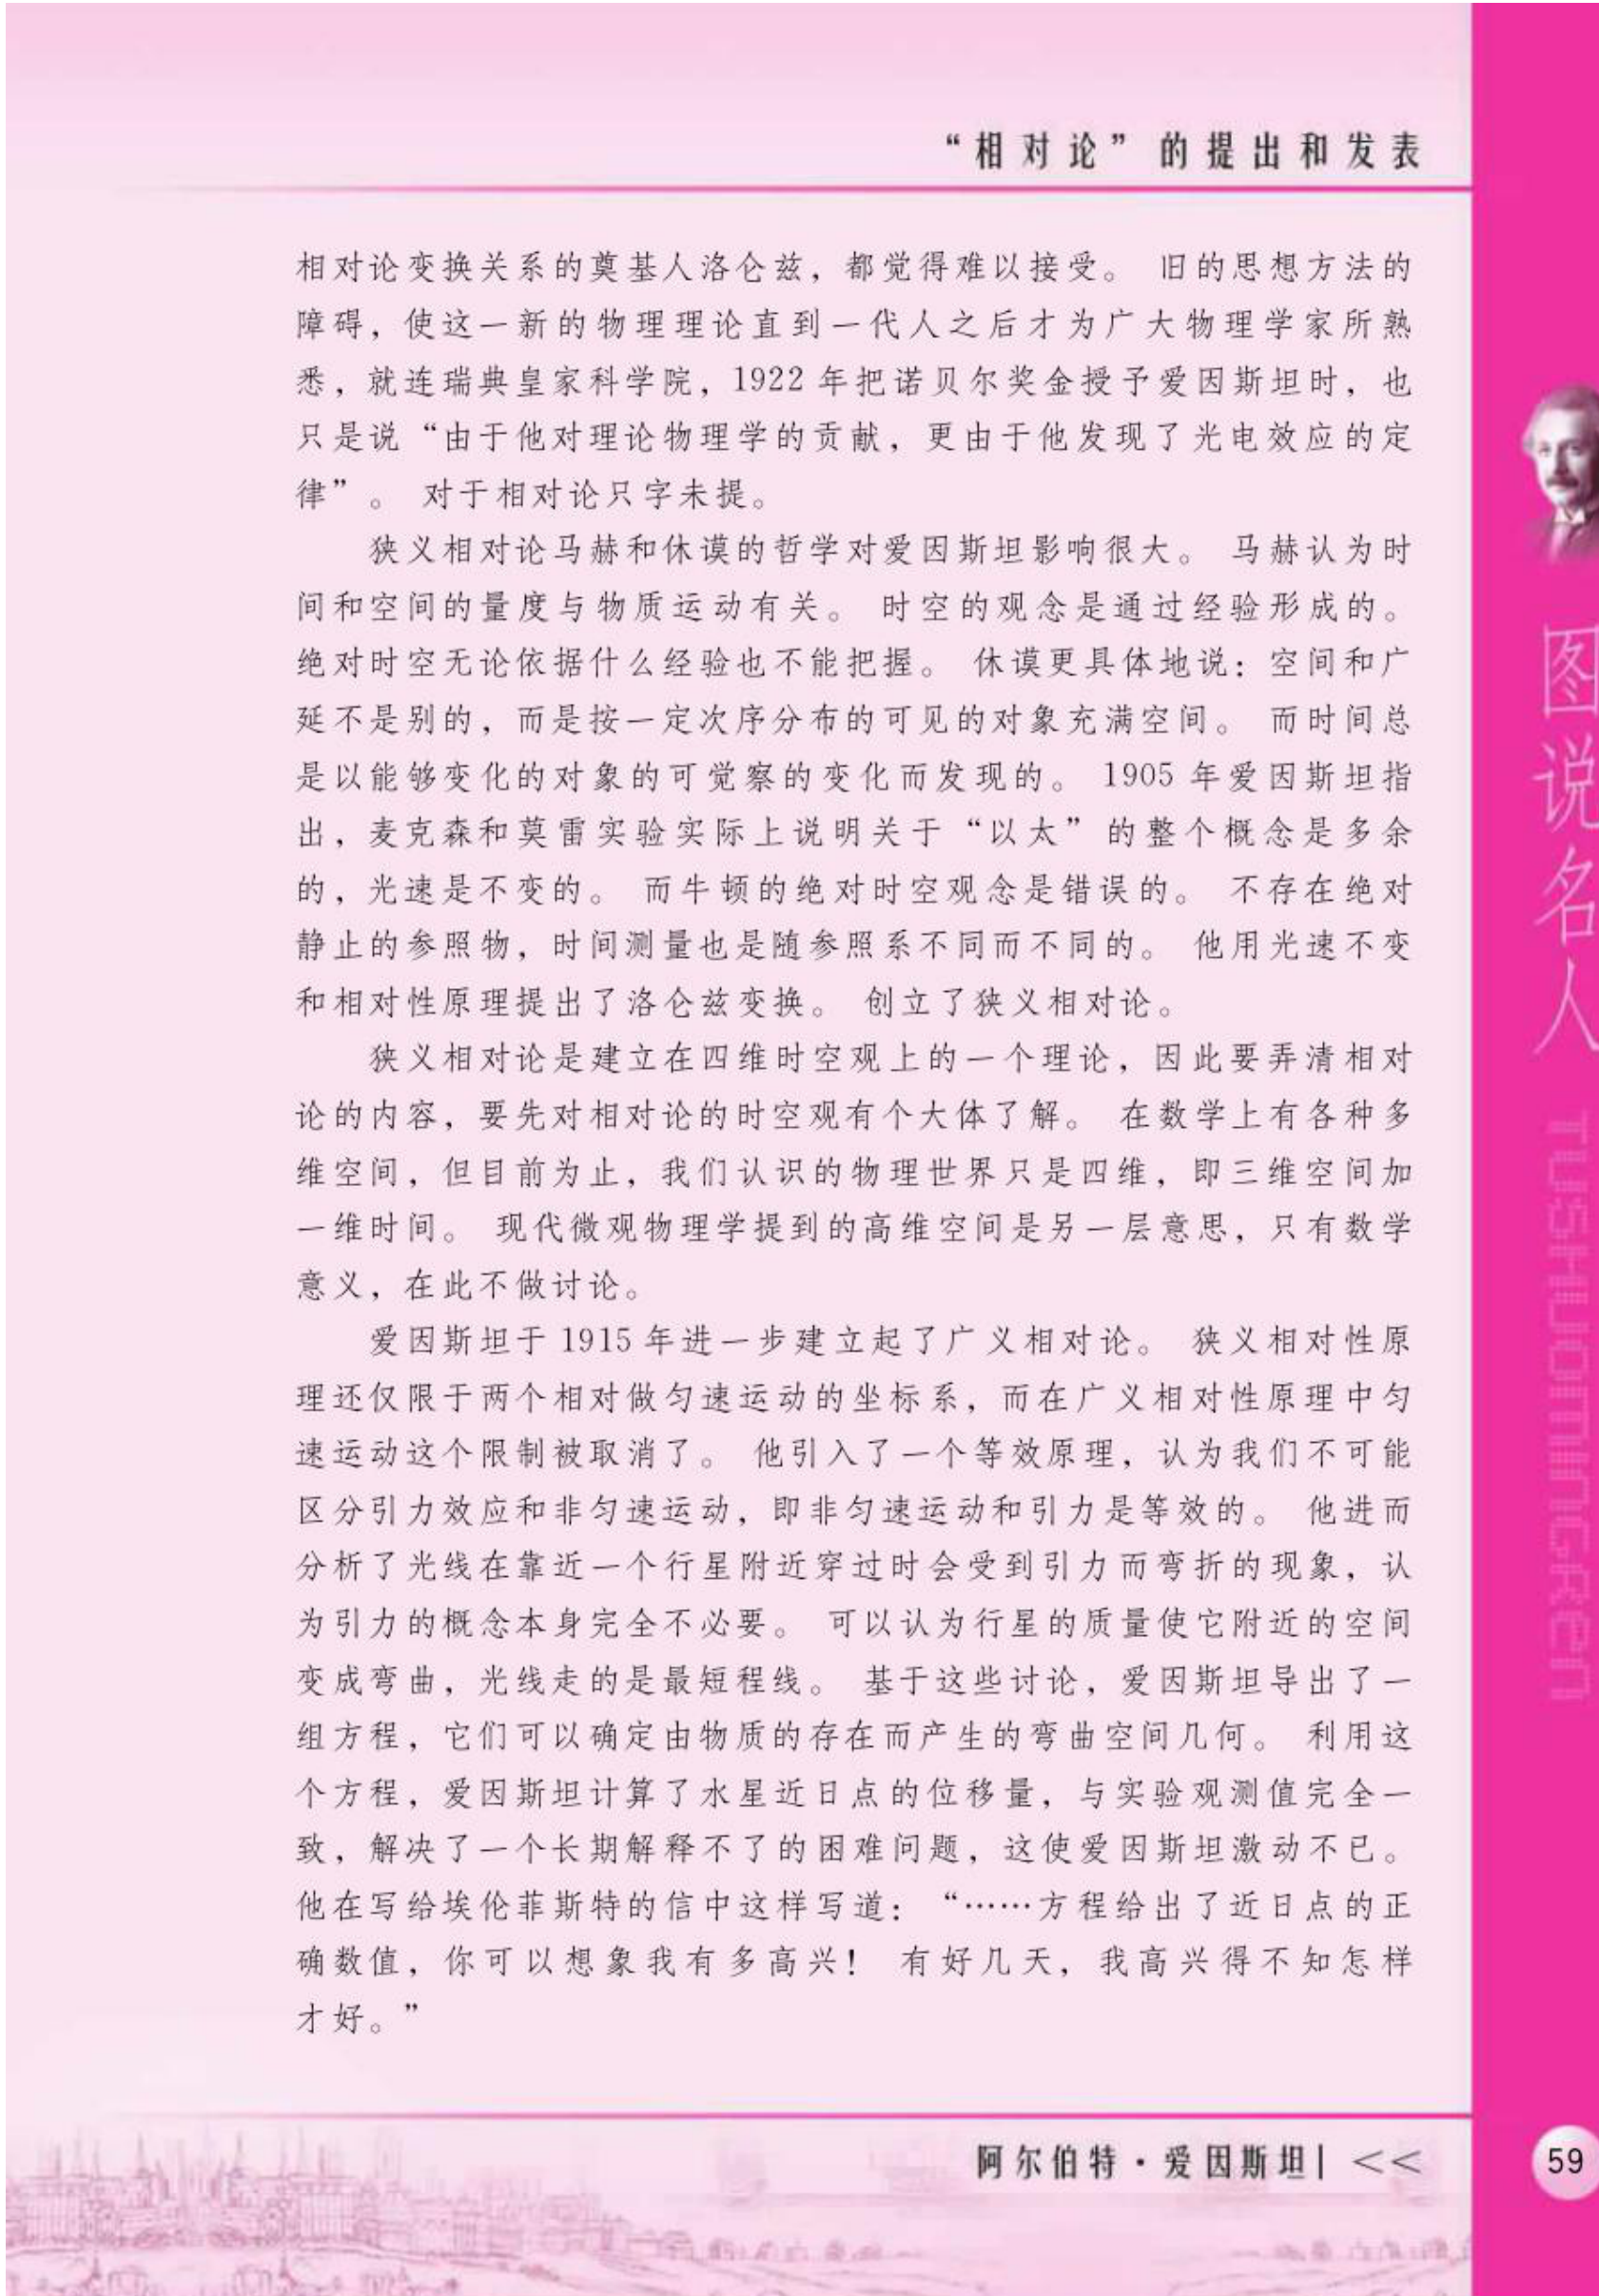 “相对论”的提出和发表
相对论变换关系的奠基人洛仑兹，都觉得难以接受。 旧的思想方法的
障碍，使这一新的物理理论直到一代人之后才为广大物理学家所熟
悉，就连瑞典皇家科学院，1922 年把诺贝尔奖金授予爱因斯坦时，也
只是说“由于他对理论物理学的贡献，更由于他发现了光电效应的定
律”。 对于相对论只字未提。
狭义相对论马赫和休谟的哲学对爱因斯坦影响很大。 马赫认为时
间和空间的量度与物质运动有关。 时空的观念是通过经验形成的。
绝对时空无论依据什么经验也不能把握。 休谟更具体地说：空间和广
延不是别的，而是按一定次序分布的可见的对象充满空间。 而时间总
是以能够变化的对象的可觉察的变化而发现的。 1905 年爱因斯坦指
出，麦克森和莫雷实验实际上说明关于“以太”的整个概念是多余
的，光速是不变的。 而牛顿的绝对时空观念是错误的。 不存在绝对
静止的参照物，时间测量也是随参照系不同而不同的。 他用光速不变
和相对性原理提出了洛仑兹变换。 创立了狭义相对论。
狭义相对论是建立在四维时空观上的一个理论，因此要弄清相对
论的内容，要先对相对论的时空观有个大体了解。 在数学上有各种多
维空间，但目前为止，我们认识的物理世界只是四维，即三维空间加
一维时间。 现代微观物理学提到的高维空间是另一层意思，只有数学
意义，在此不做讨论。
爱因斯坦于 1915 年进一步建立起了广义相对论。 狭义相对性原
理还仅限于两个相对做匀速运动的坐标系，而在广义相对性原理中匀
速运动这个限制被取消了。 他引入了一个等效原理，认为我们不可能
区分引力效应和非匀速运动，即非匀速运动和引力是等效的。 他进而
分析了光线在靠近一个行星附近穿过时会受到引力而弯折的现象，认
为引力的概念本身完全不必要。 可以认为行星的质量使它附近的空间
变成弯曲，光线走的是最短程线。 基于这些讨论，爱因斯坦导出了一
组方程，它们可以确定由物质的存在而产生的弯曲空间几何。 利用这
个方程，爱因斯坦计算了水星近日点的位移量，与实验观测值完全一
致，解决了一个长期解释不了的困难问题，这使爱因斯坦激动不已。
他在写给埃伦菲斯特的信中这样写道：“……方程给出了近日点的正
确数值，你可以想象我有多高兴！ 有好几天，我高兴得不知怎样
才好。”
图说名人
TUSHUOMINGREN
阿尔伯特·爱因斯坦| <<
59